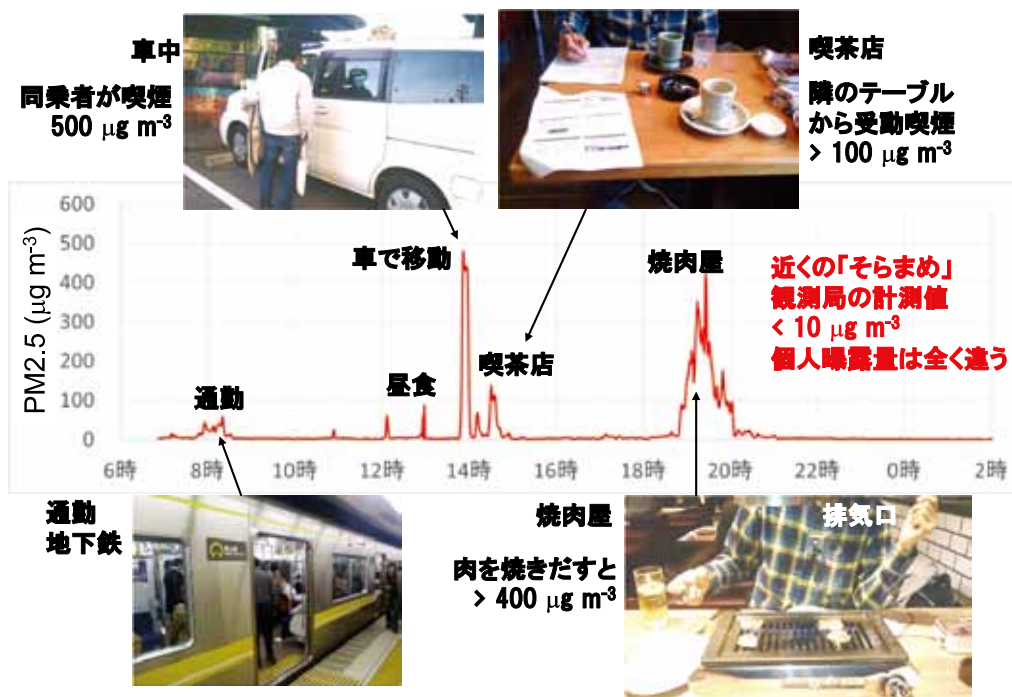 車中
同乗者が喫煙
500 μg m-3
喫茶店
隣のテーブル
から受動喫煙
> 100 μg m-3
PM2.5 (μg m-3)
600
500
400
300
200
100
0
車で移動
焼肉屋
喫茶店
昼食
通勤
近くの「そらまめ」
観測局の計測値
< 10 μg m-3
個人曝露量は全く違う
6時
8時
10時
12時
14時
16時
18時
20時
22時
0時
2時
通勤
地下鉄
焼肉屋
肉を焼きだすと
> 400 μg m-3
排気口